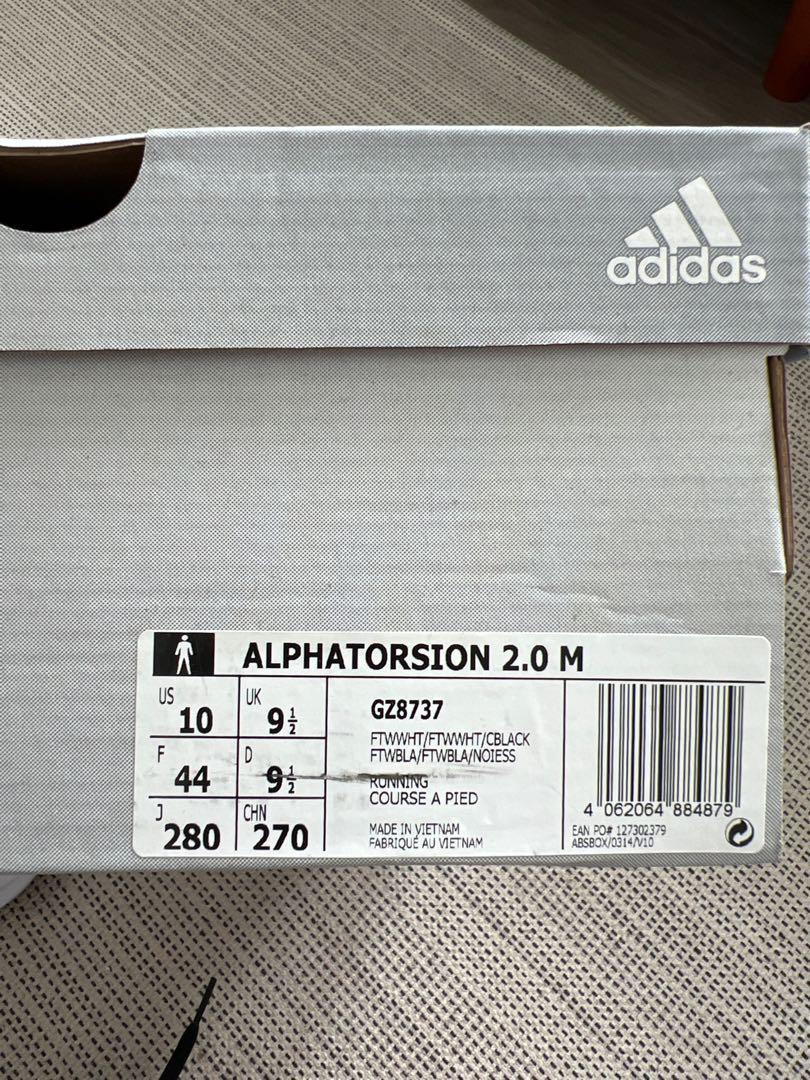 adidas
ALPHATORSION 2.0 M
US 10 UK 9½
F 44 D 9½
J 280 CHN 270
GZ8737
FTWWHT/FTWWHT/CBLACK
FTWBLA/FTWBLA/NOIESS
RUNNING
COURSE A PIED
MADE IN VIETNAM
FABRIQUÉ AU VIETNAM
4 062064 884879
EAN PO# 127302379
ABSBOX/0314/V10